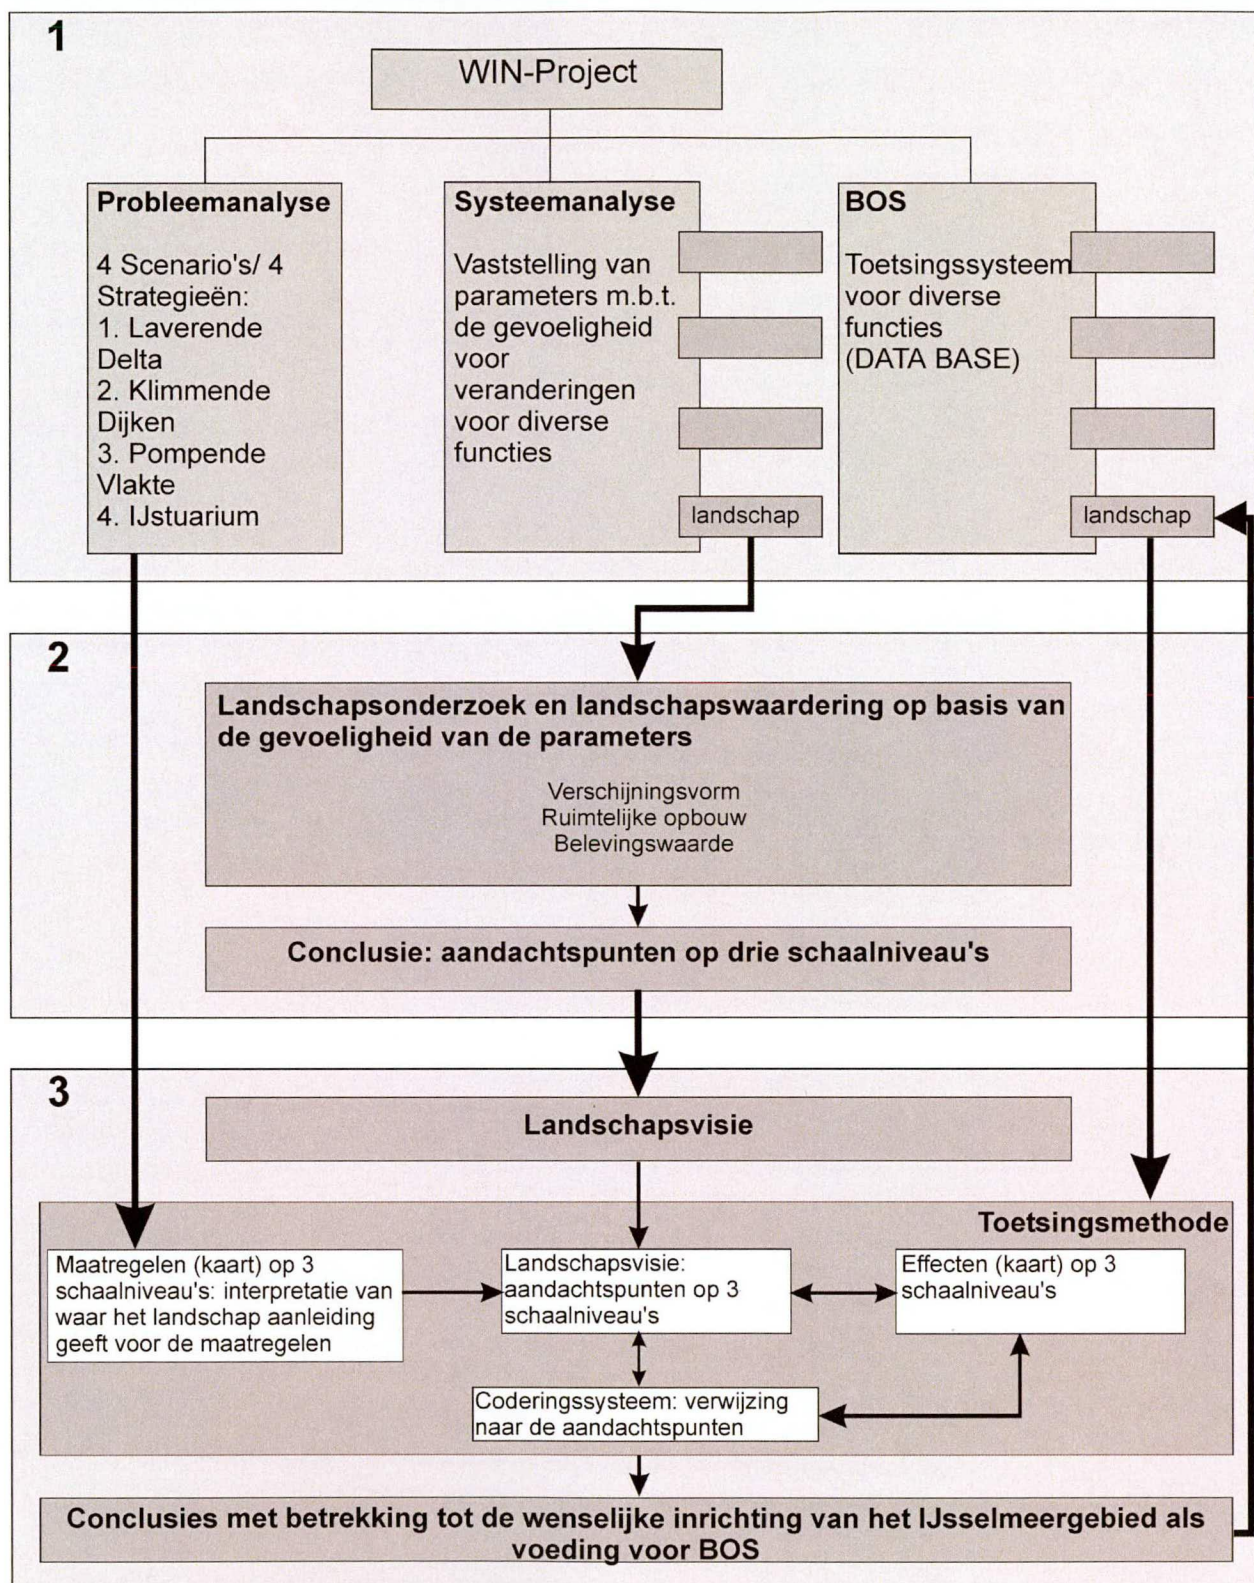 1
WIN-Project
Probleemanalyse
4 Scenario's/ 4
Strategieën:
1. Laverende
Delta
2. Klimmende
Dijken
3. Pompende
Vlakte
4. IJstuarium
Systeemanalyse
Vaststelling van
parameters m.b.t.
de gevoeligheid
voor
veranderingen
voor diverse
functies
landschap
BOS
Toetsingssysteem
voor diverse
functies
(DATA BASE)
landschap
2
Landschapsonderzoek en landschapswaardering op basis van
de gevoeligheid van de parameters
Verschijningsvorm
Ruimtelijke opbouw
Belevingswaarde
Conclusie: aandachtspunten op drie schaalniveau's
3
Landschapsvisie
Toetsingsmethode
Maatregelen (kaart) op 3
schaalniveau's: interpretatie van
waar het landschap aanleiding
geeft voor de maatregelen
Landschapsvisie:
aandachtspunten op 3
schaalniveau's
Effecten (kaart) op 3
schaalniveau's
Coderingssysteem: verwijzing
naar de aandachtspunten
Conclusies met betrekking tot de wenselijke inrichting van het IJsselmeergebied als
voeding voor BOS